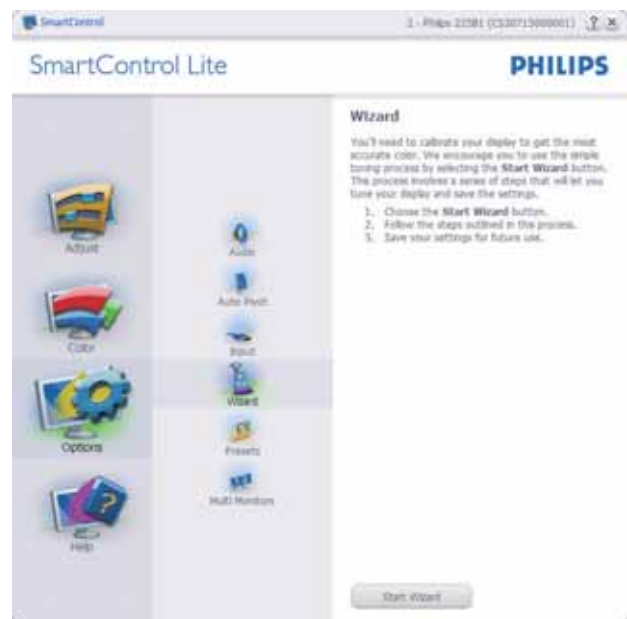 SmartControl
2 - Philips 225B1 (CS30715000001) ? x
SmartControl Lite
PHILIPS
Wizard
You'll need to calibrate your display to get the most
accurate color. We encourage you to use the simple
tuning process by selecting the Start Wizard button.
This process involves a series of steps that will let you
tune your display and save the settings.
1. Choose the Start Wizard button.
2. Follow the steps outlined in this process.
3. Save your settings for future use.
Adjust
Color
Options
Help
Audio
Auto Pivot
Input
Wizard
Presets
Multi Monitors
Start Wizard